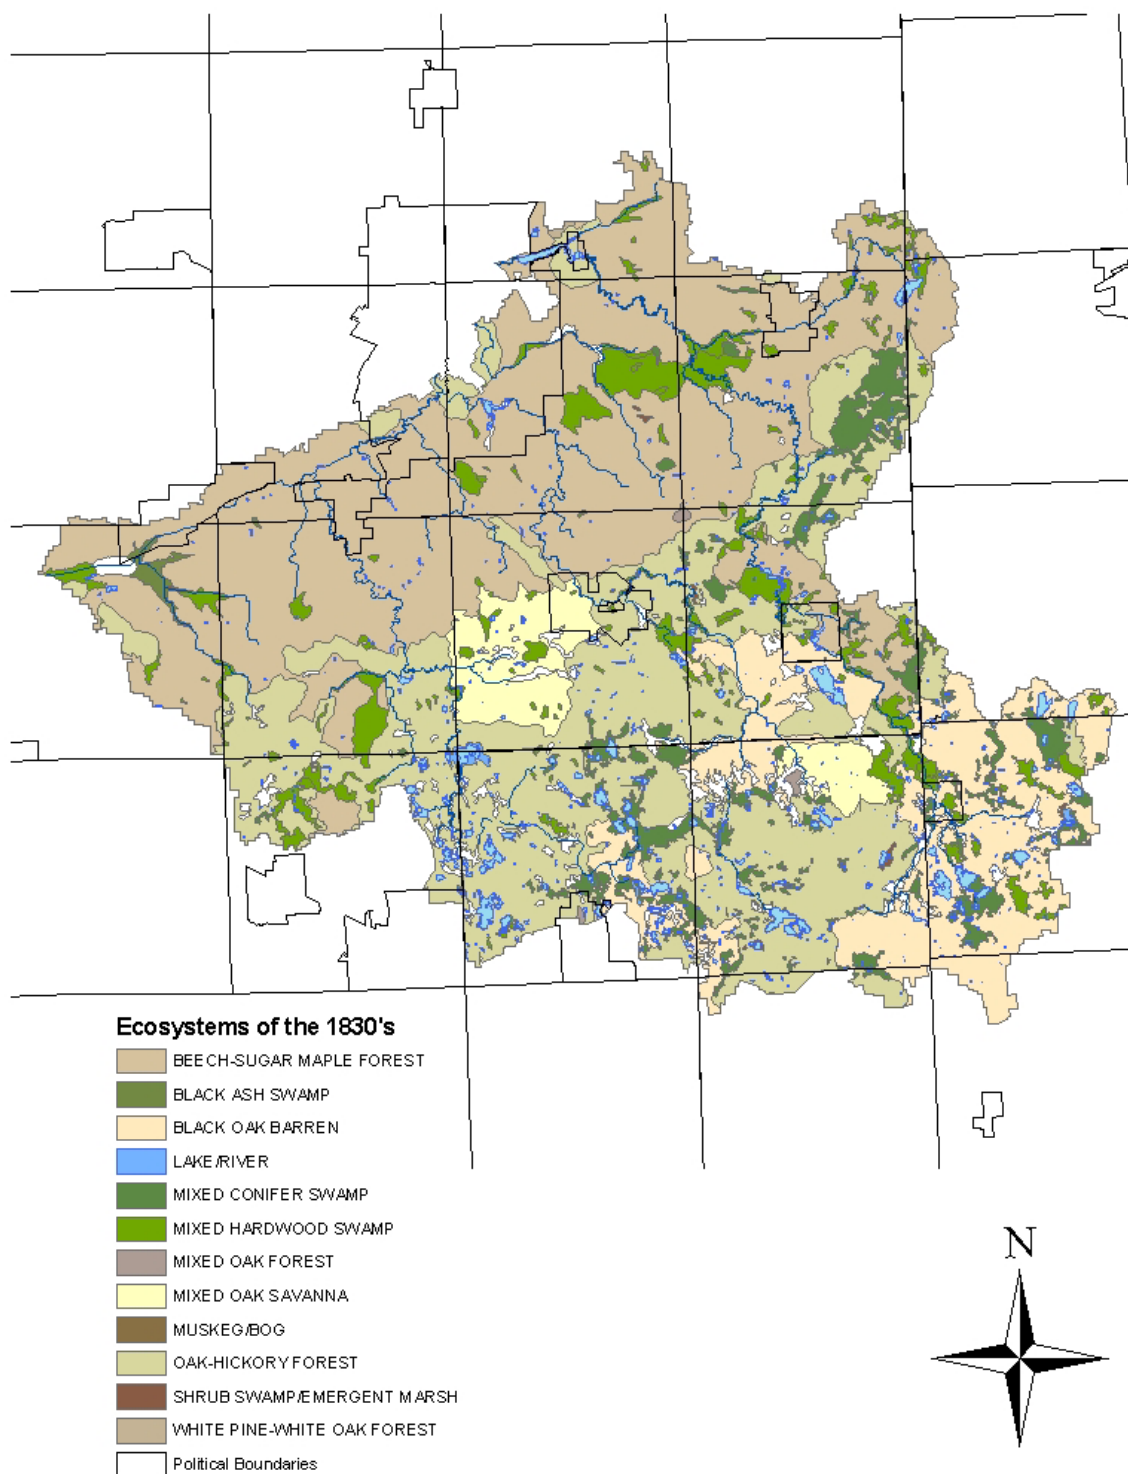 Ecosystems of the 1830's
BEECH-SUGAR MAPLE FOREST
BLACK ASH SWAMP
BLACK OAK BARREN
LAKE/RIVER
MIXED CONIFER SWAMP
MIXED HARDWOOD SWAMP
MIXED OAK FOREST
MIXED OAK SAVANNA
MUSKEG/BOG
OAK-HICKORY FOREST
SHRUB SWAMP/EMERGENT MARSH
WHITE PINE-WHITE OAK FOREST
Political Boundaries
N